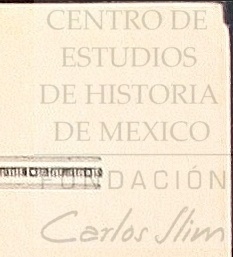 CENTRO DE
ESTUDIOS
DE HISTORIA
DE MEXICO
FUNDACIÓN
Carlos Slim